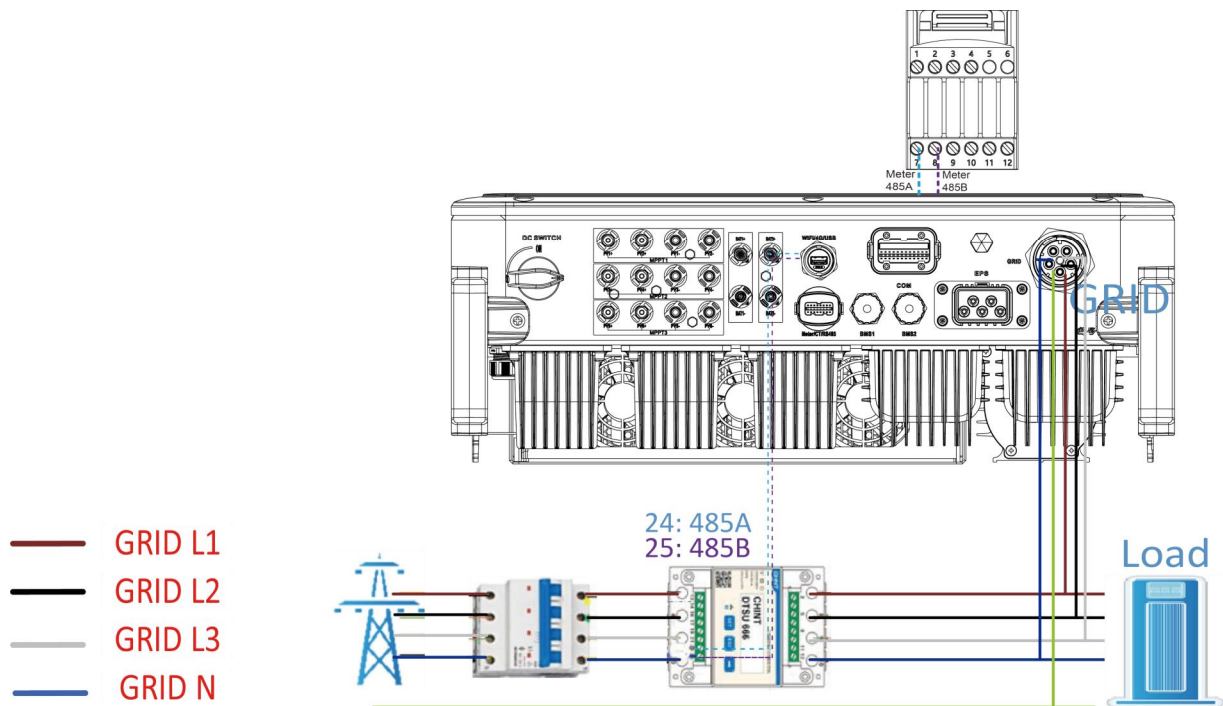 1 2 3 4 5 6
7 8 9 10 11 12
Meter 485A
Meter 485B
DC SWITCH
MPPT1
MPPT2
MPPT3
WIFI/4G/USB
Meter/CT/RS485
COM
BMS1
BMS2
EPS
GRID
GRID
24: 485A
25: 485B
GRID L1
GRID L2
GRID L3
GRID N
CHINT
DTSU 666
Load